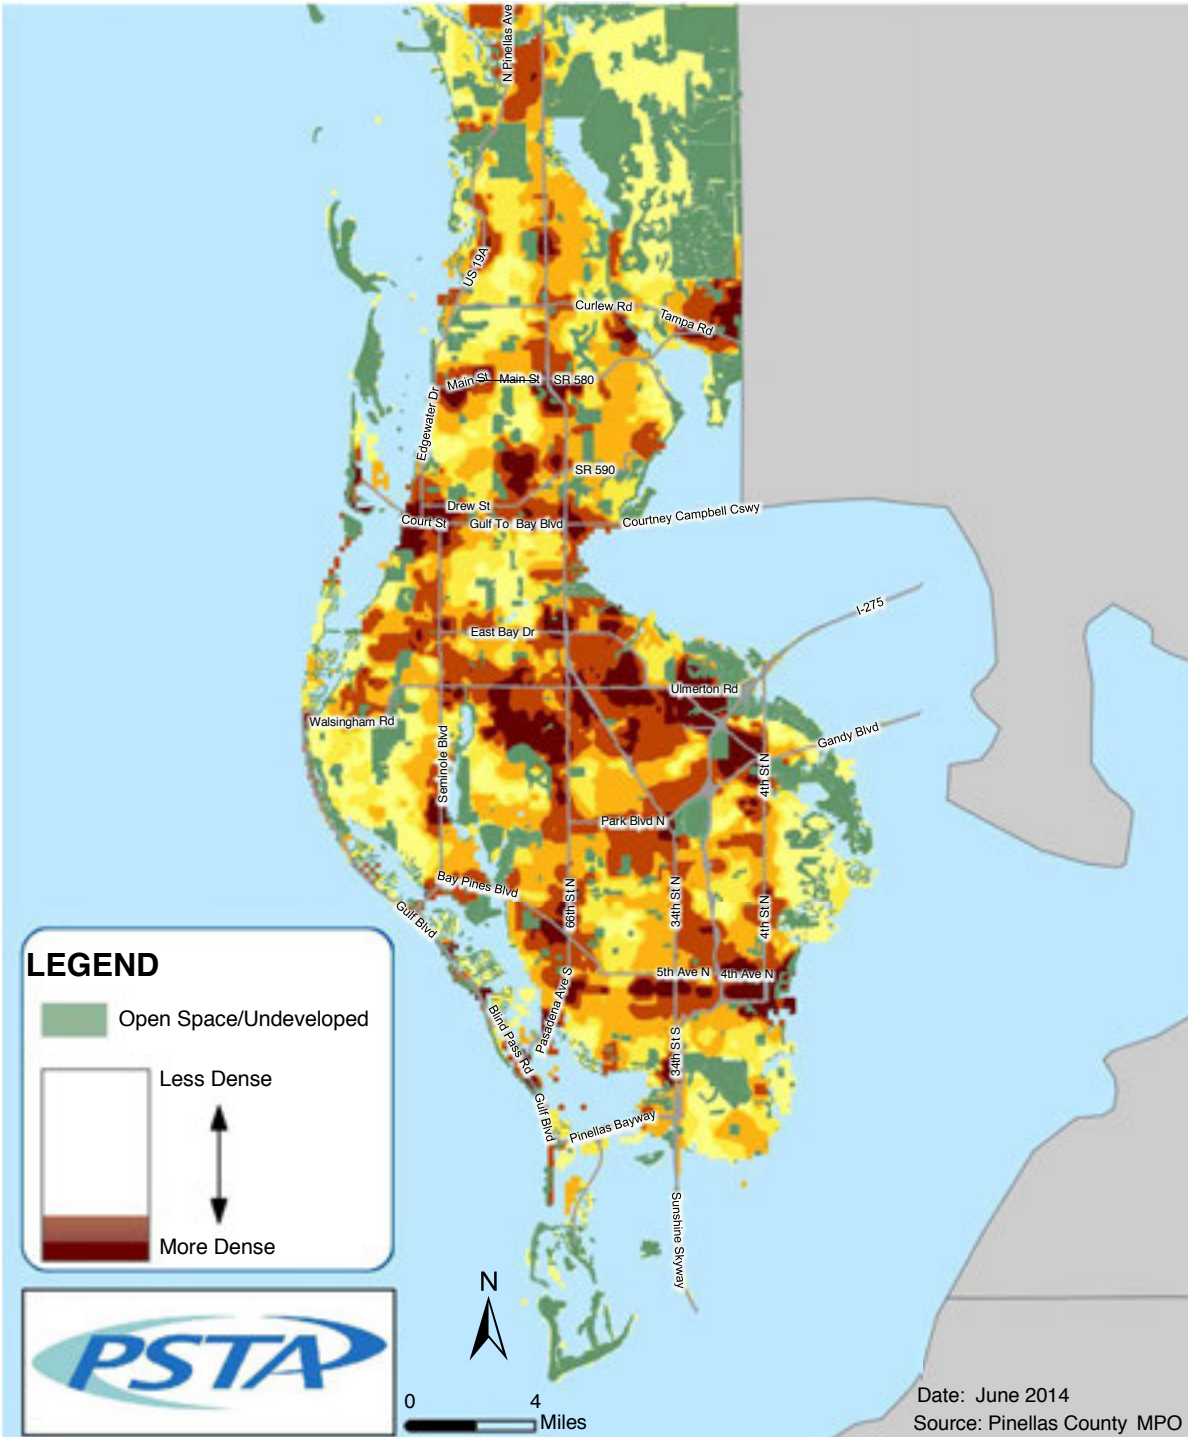 N Pinellas Ave
US 19A
Curlew Rd
Tampa Rd
Main St
Main St
SR 580
Edgewater Dr
SR 590
Drew St
Court St
Gulf To Bay Blvd
Courtney Campbell Cswy
I-275
East Bay Dr
Ulmerton Rd
Walsingham Rd
Gandy Blvd
Seminole Blvd
4th St N
Park Blvd N
Bay Pines Blvd
66th St N
34th St N
4th St N
Gulf Blvd
5th Ave N
4th Ave N
Pasadena Ave S
Blind Pass Rd
34th St S
Gulf Blvd
Pinellas Bayway
Sunshine Skyway
LEGEND
Open Space/Undeveloped
Less Dense
More Dense
PSTA
N
0 4
Miles
Date: June 2014
Source: Pinellas County MPO